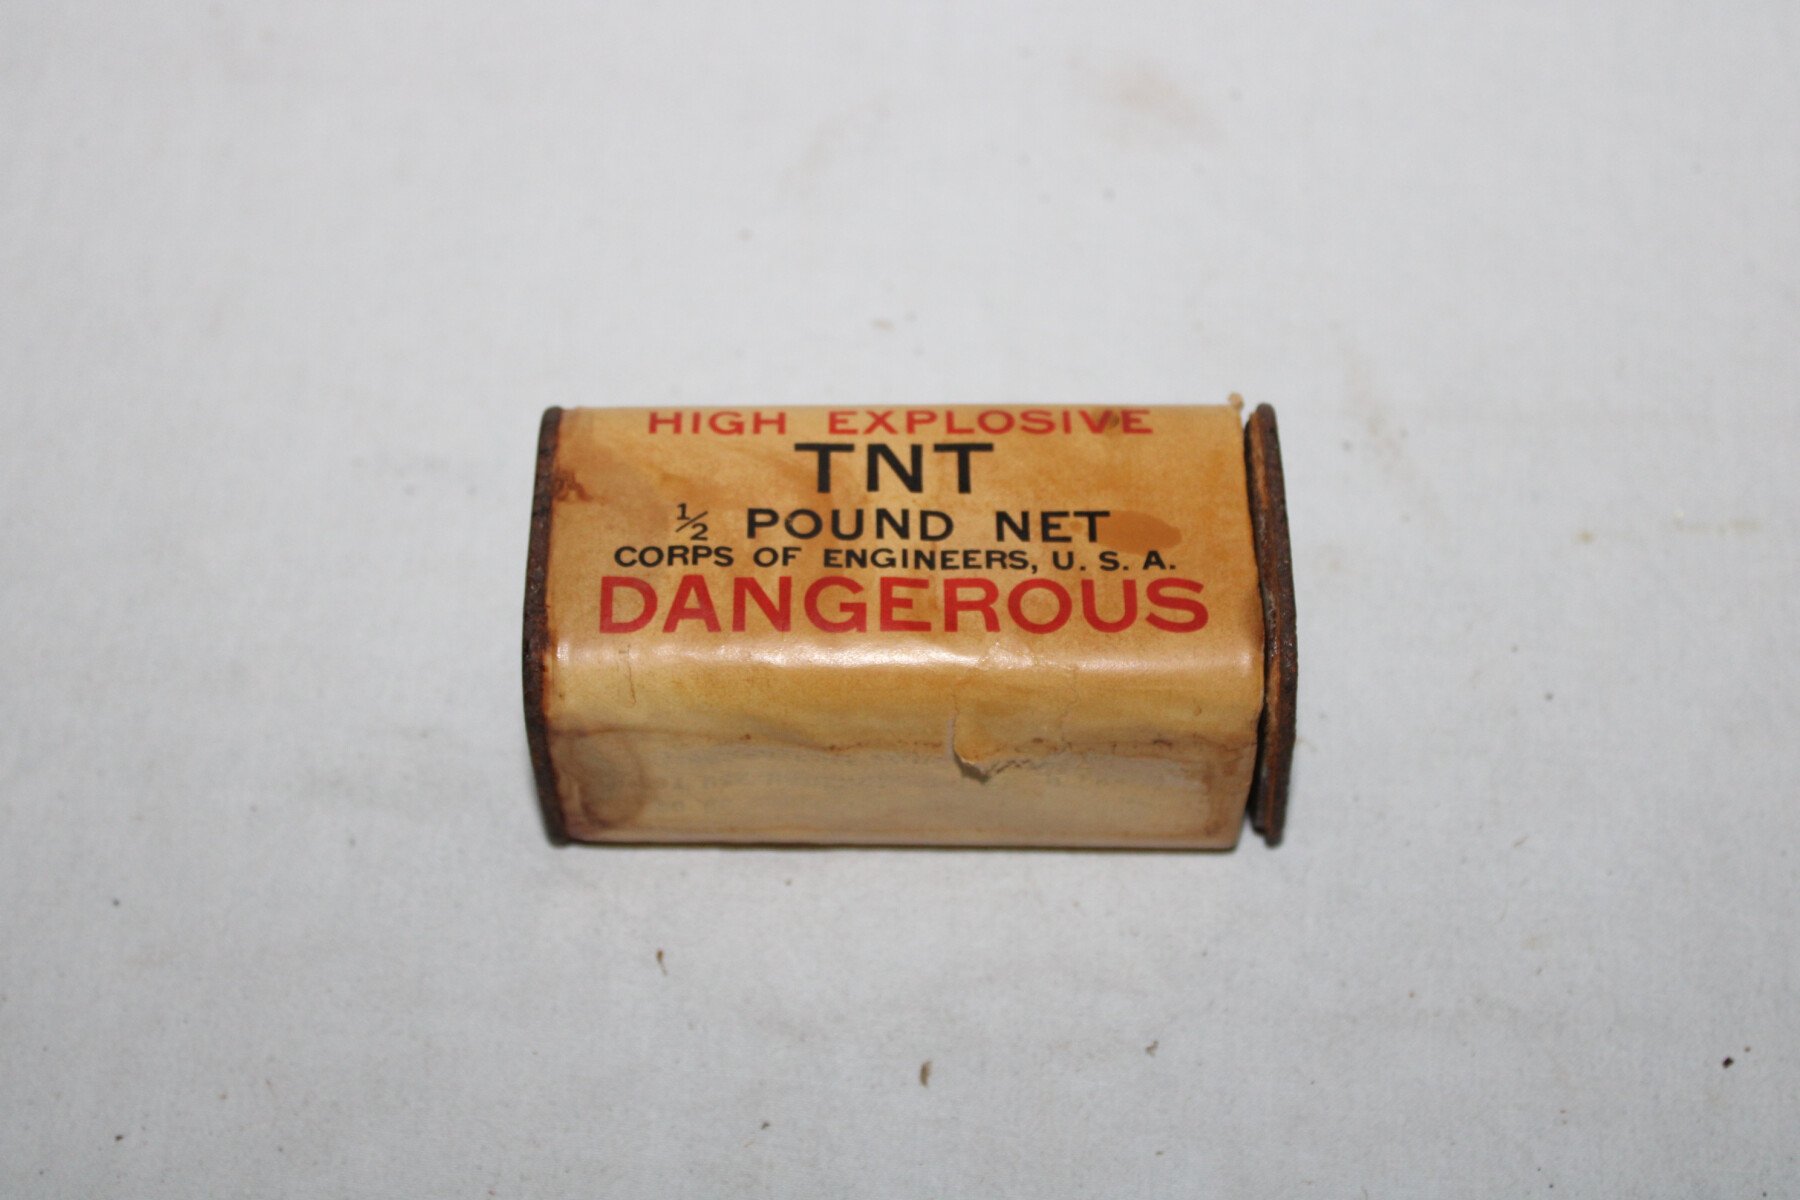 HIGH EXPLOSIVE
TNT
½ POUND NET
CORPS OF ENGINEERS, U. S. A.
DANGEROUS